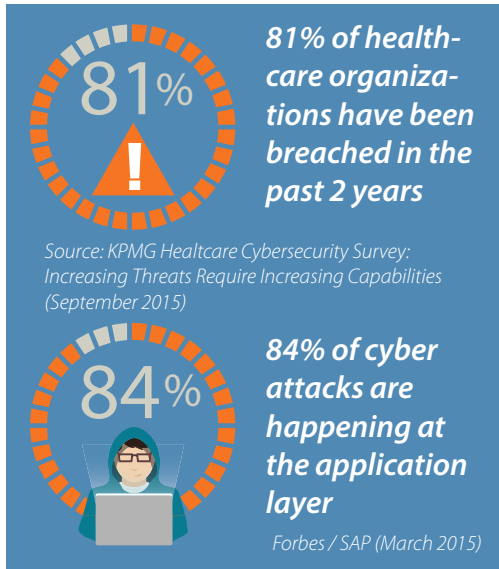 81%
!
81% of health-
care organiza-
tions have been
breached in the
past 2 years
Source: KPMG Healtcare Cybersecurity Survey:
Increasing Threats Require Increasing Capabilities
(September 2015)
84%
84% of cyber
attacks are
happening at
the application
layer
Forbes / SAP (March 2015)